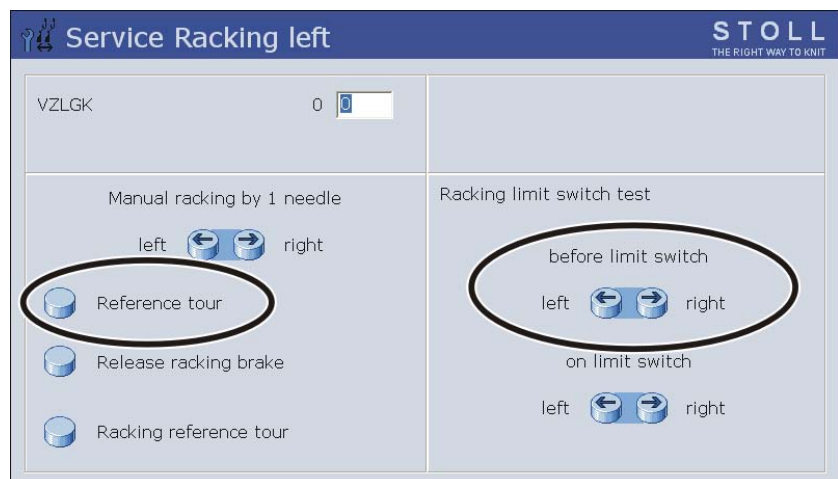 Service Racking left
STOLL
THE RIGHT WAY TO KNIT
VZLGK 0 0
Manual racking by 1 needle
left right
Reference tour
Release racking brake
Racking reference tour
Racking limit switch test
before limit switch
left right
on limit switch
left right